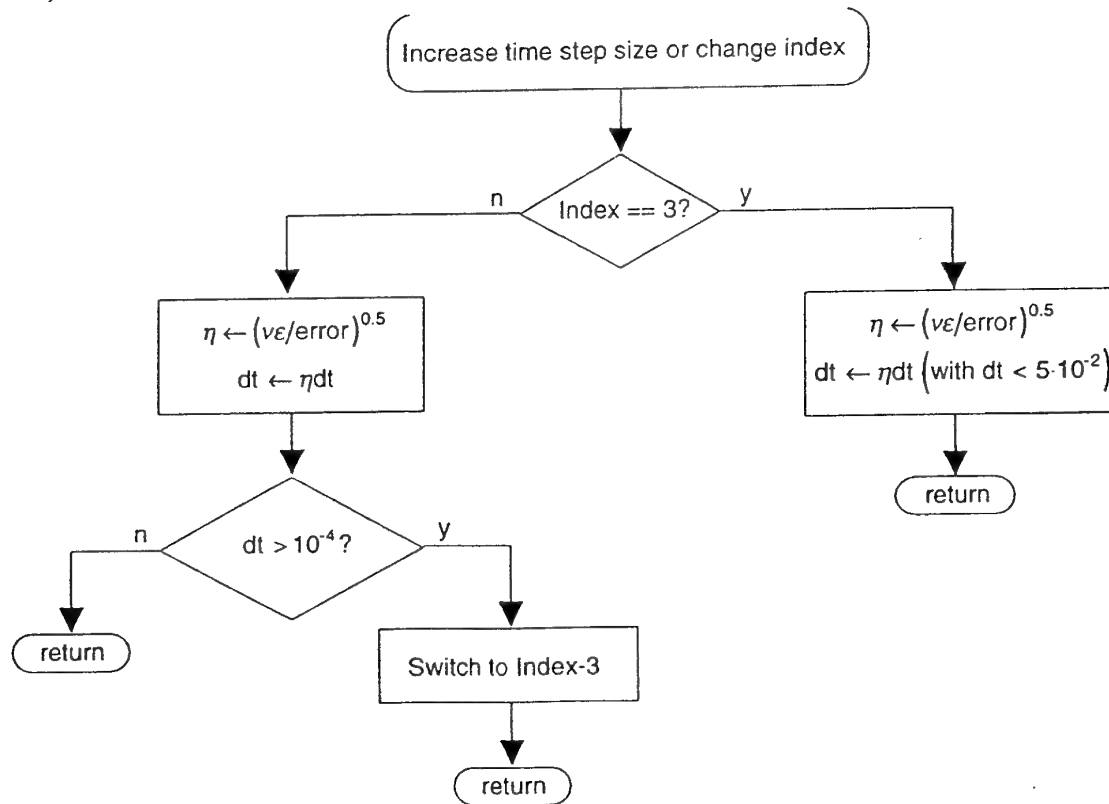 Increase time step size or change index
n
Index == 3?
y
η ← (νε/error)^0.5
dt ← ηdt
η ← (νε/error)^0.5
dt ← ηdt (with dt < 5·10^-2)
return
n
dt > 10^-4?
y
return
Switch to Index-3
return